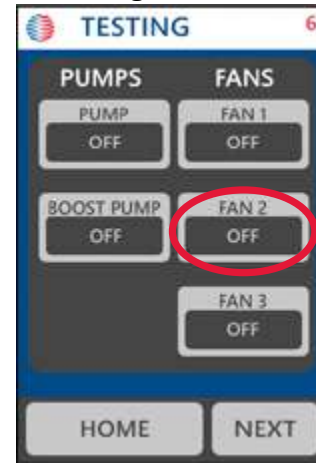 TESTING 6
PUMPS FANS
PUMP FAN 1
OFF OFF
BOOST PUMP FAN 2
OFF OFF
FAN 3
OFF
HOME NEXT